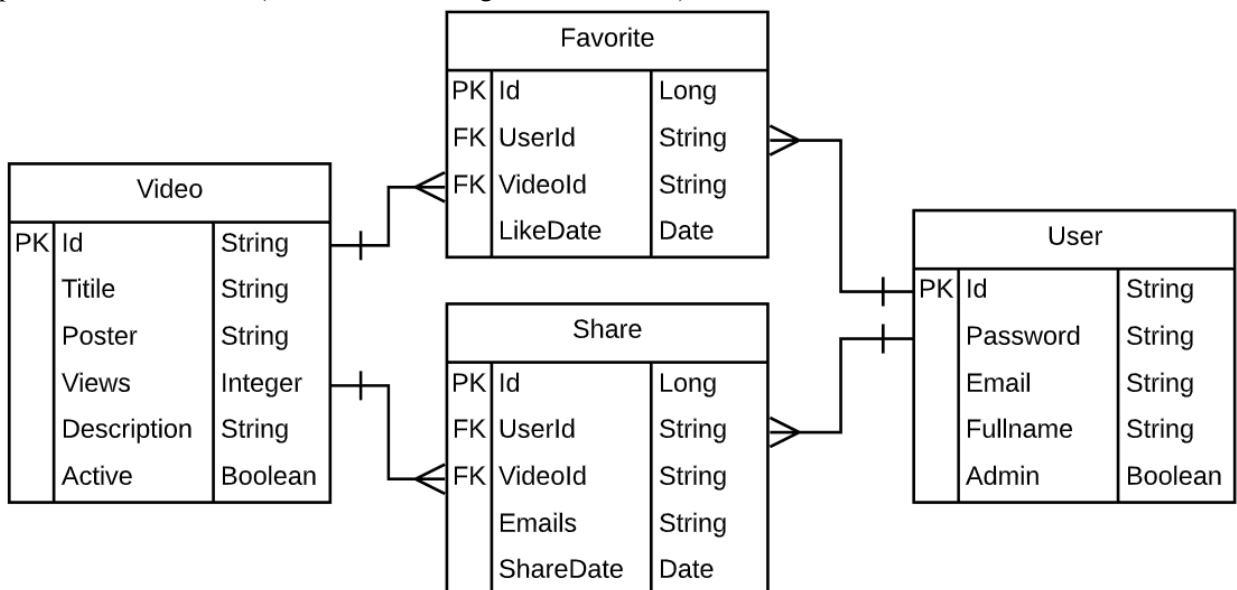 Favorite
PK Id Long
FK UserId String
FK VideoId String
LikeDate Date
Video
PK Id String
Titile String
Poster String
Views Integer
Description String
Active Boolean
Share
PK Id Long
FK UserId String
FK VideoId String
Emails String
ShareDate Date
User
PK Id String
Password String
Email String
Fullname String
Admin Boolean